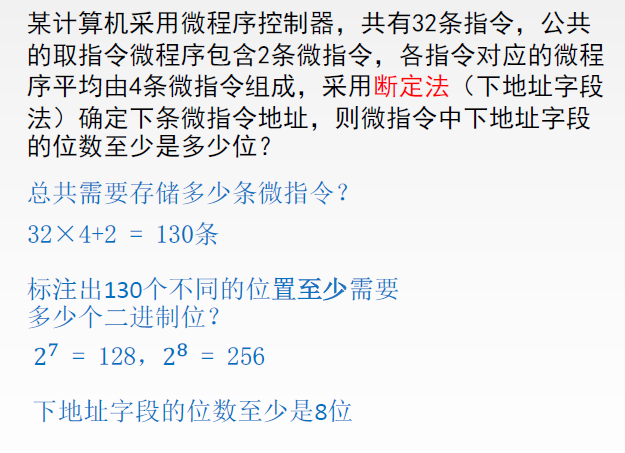 某计算机采用微程序控制器，共有32条指令，公共
的取指令微程序包含2条微指令，各指令对应的微程
序平均由4条微指令组成，采用断定法（下地址字段
法）确定下条微指令地址，则微指令中下地址字段
的位数至少是多少位？
总共需要存储多少条微指令？
32×4+2 = 130条
标注出130个不同的位置至少需要
多少个二进制位？
2⁷ = 128，2⁸ = 256
下地址字段的位数至少是8位